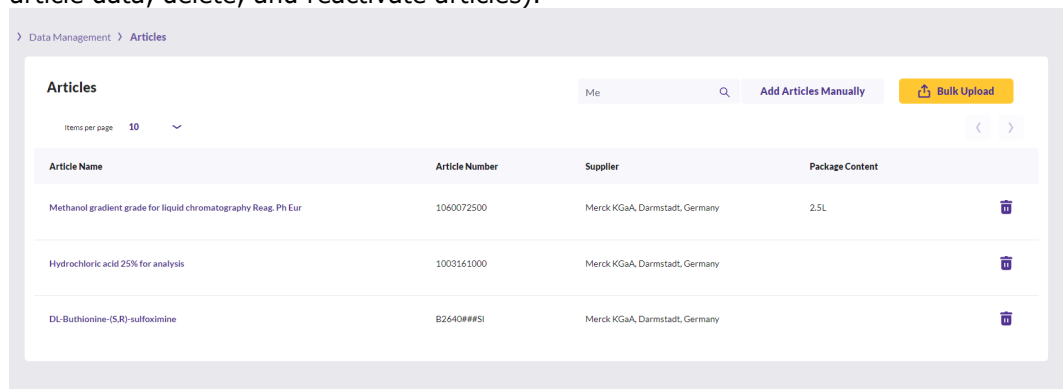 article data, delete, and reactivate articles).
Data Management Articles
Articles
Me
Add Articles Manually
Bulk Upload
Items per page 10
Article Name Article Number Supplier Package Content
Methanol gradient grade for liquid chromatography Reag. Ph Eur 1060072500 Merck KGaA, Darmstadt, Germany 2.5L
Hydrochloric acid 25% for analysis 1003161000 Merck KGaA, Darmstadt, Germany
DL-Buthionine-(S,R)-sulfoximine B2640###SI Merck KGaA, Darmstadt, Germany